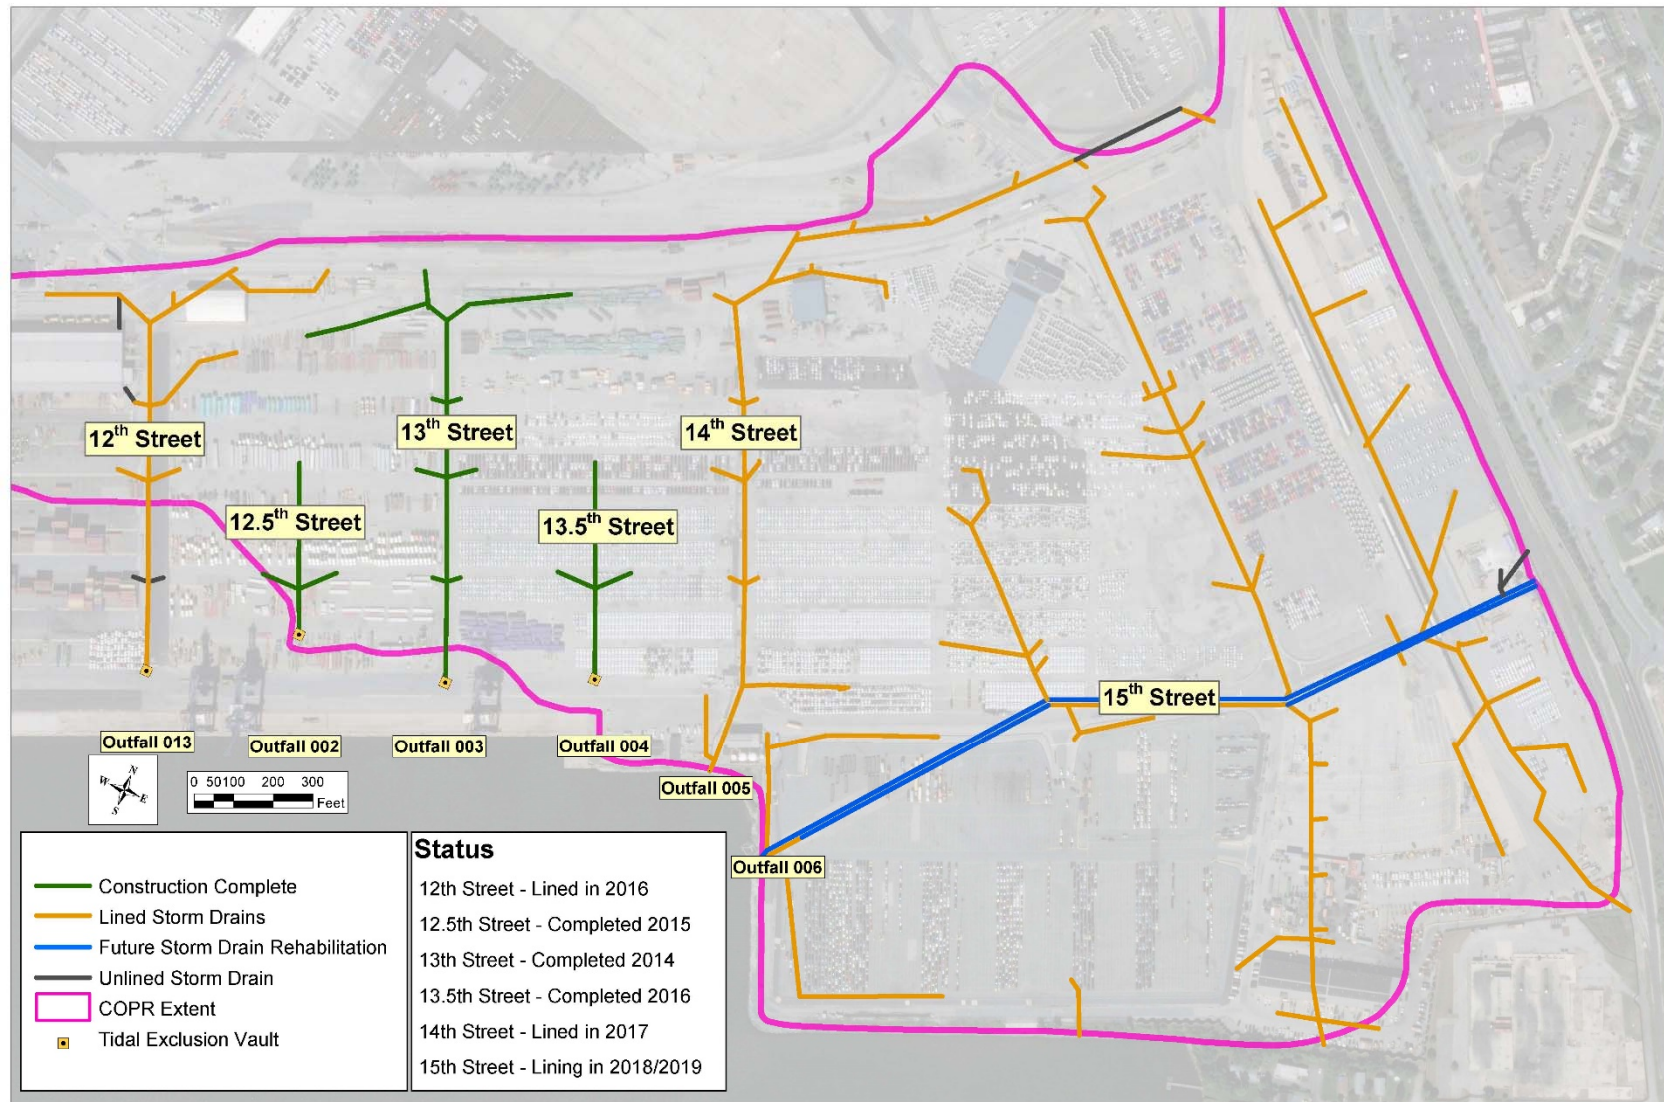 12th Street
13th Street
14th Street
12.5th Street
13.5th Street
15th Street
Outfall 013
Outfall 002
Outfall 003
Outfall 004
Outfall 005
Outfall 006
N
W
E
S
0 50100 200 300
Feet
Construction Complete
Lined Storm Drains
Future Storm Drain Rehabilitation
Unlined Storm Drain
COPR Extent
Tidal Exclusion Vault
Status
12th Street - Lined in 2016
12.5th Street - Completed 2015
13th Street - Completed 2014
13.5th Street - Completed 2016
14th Street - Lined in 2017
15th Street - Lining in 2018/2019